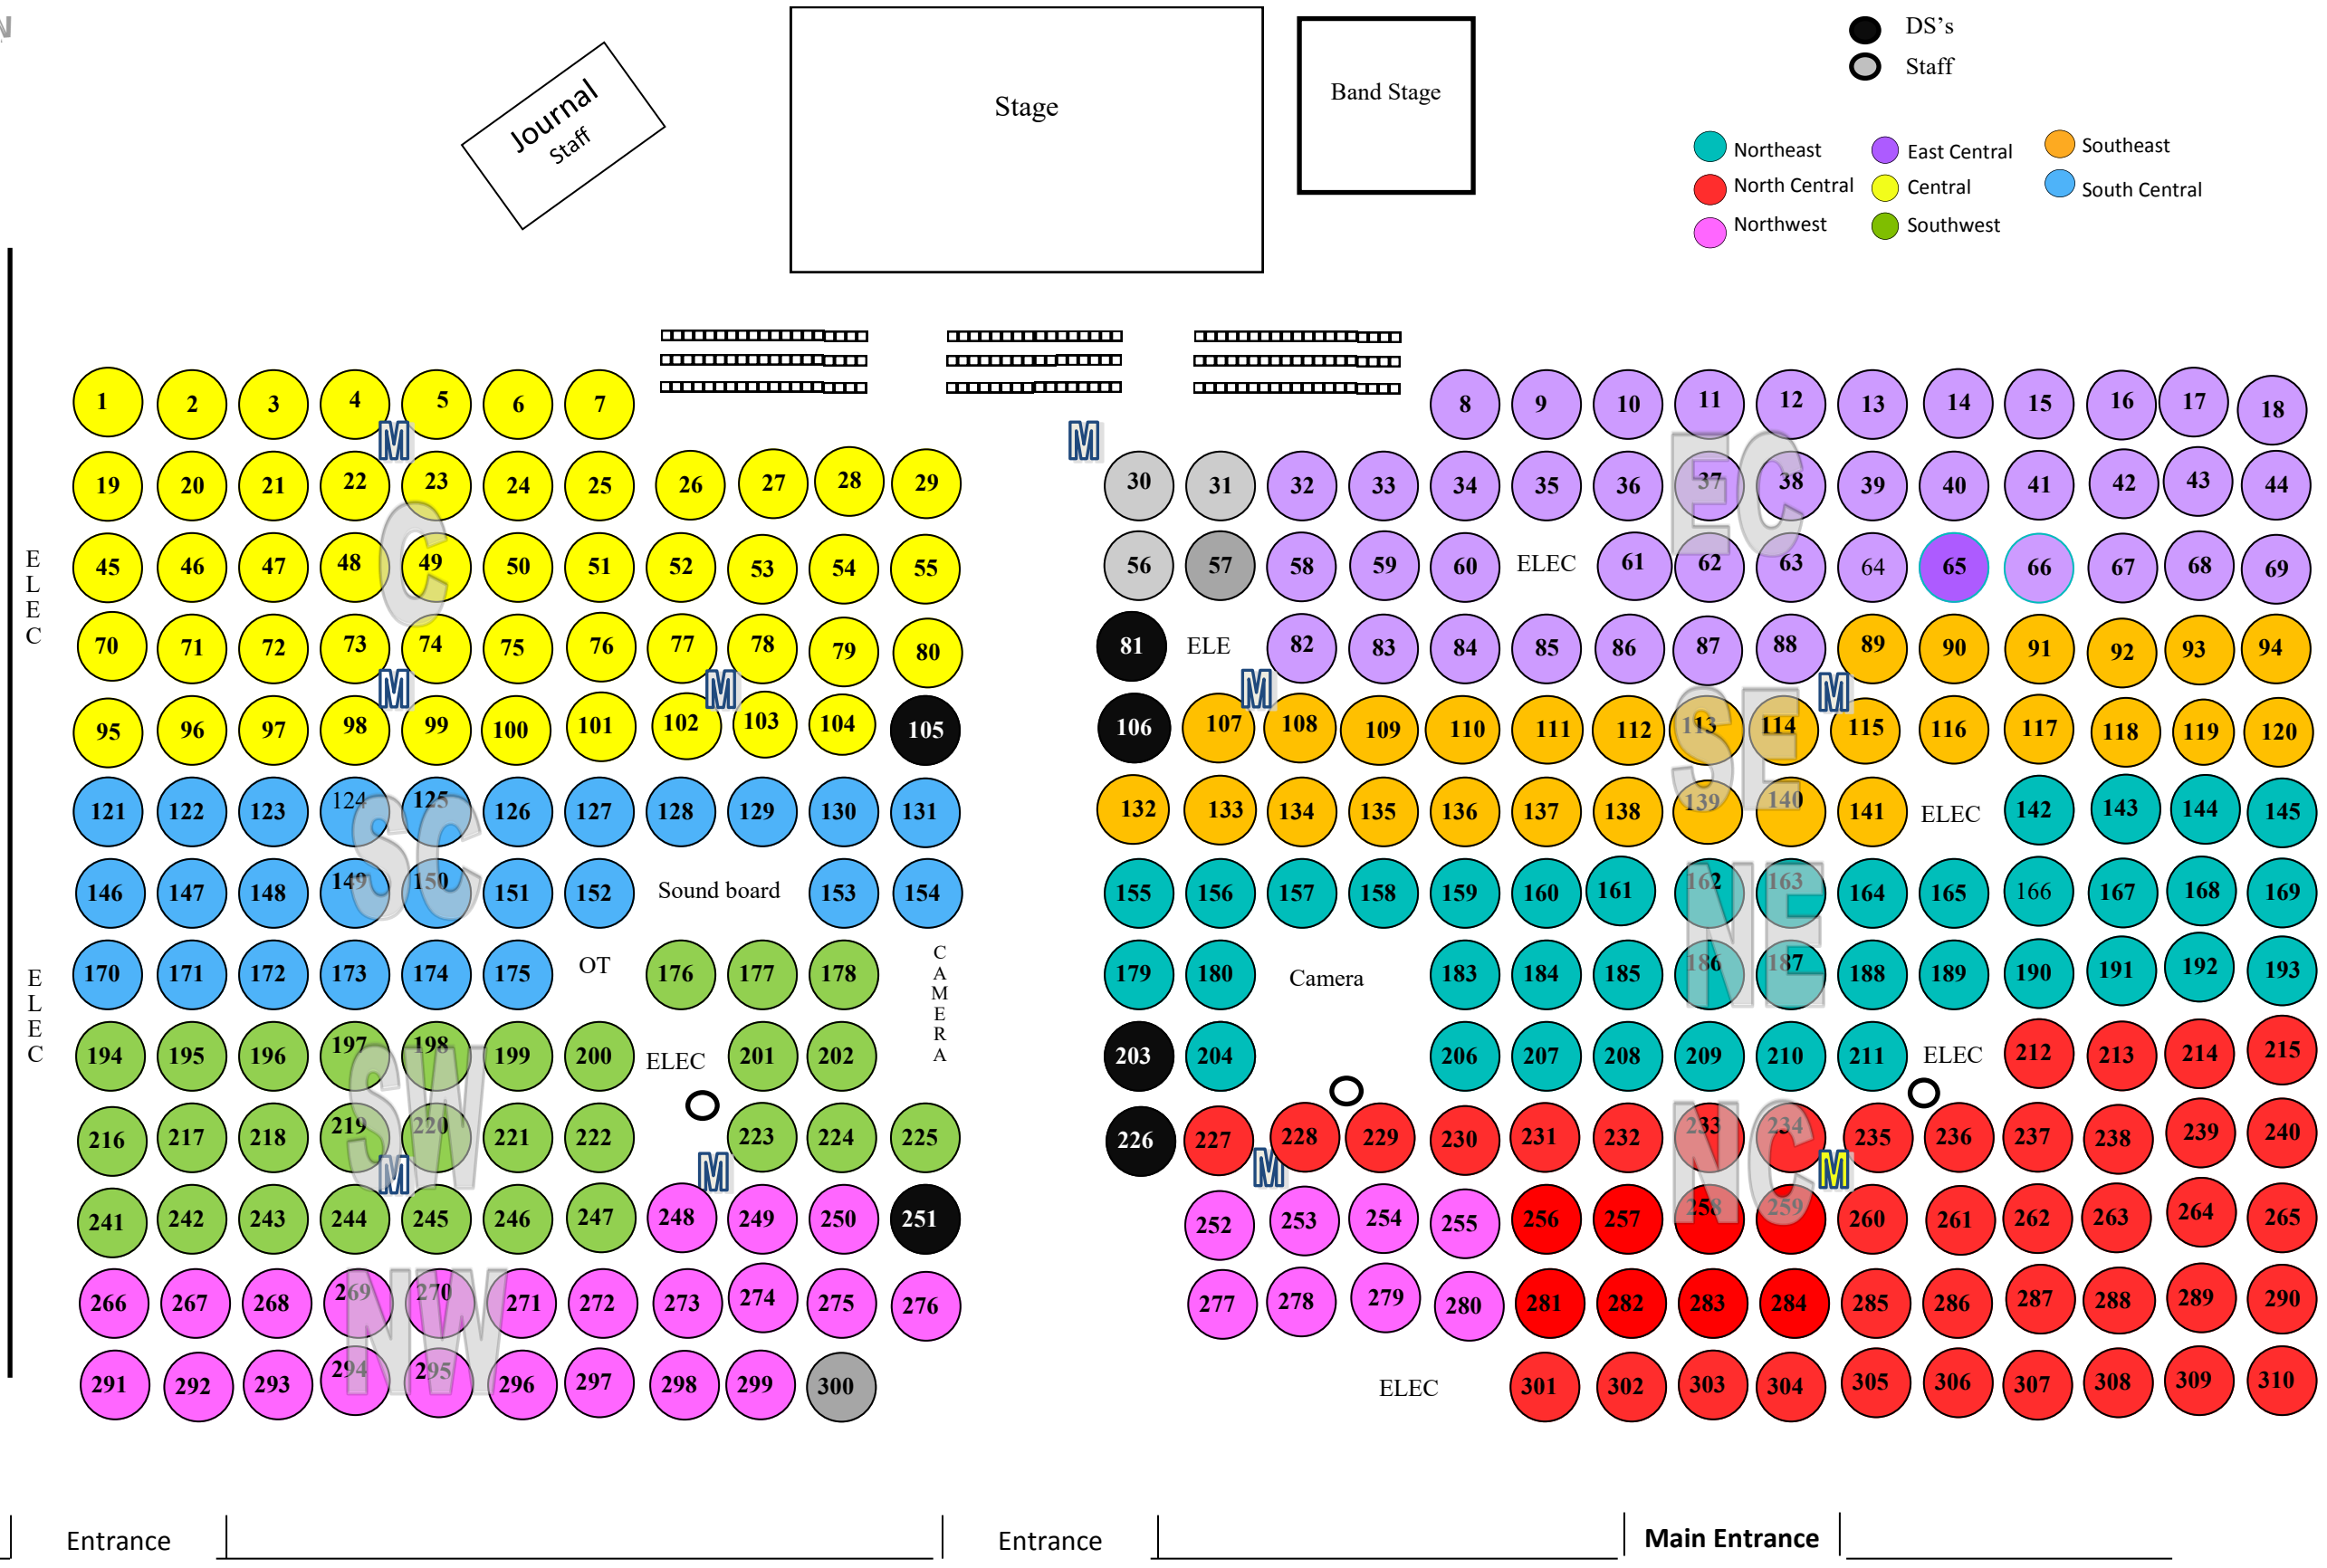 N
DS's
Staff
Journal
Staff
Stage
Band Stage
Northeast East Central Southeast
North Central Central South Central
Northwest Southwest
1 2 3 4 5 6 7 8 9 10 11 12 13 14 15 16 17 18
M M
19 20 21 22 23 24 25 26 27 28 29 30 31 32 33 34 35 36 37 38 39 40 41 42 43 44
C EC
ELEC 45 46 47 48 49 50 51 52 53 54 55 56 57 58 59 60 ELEC 61 62 63 64 65 66 67 68 69
70 71 72 73 74 75 76 77 78 79 80 81 ELE 82 83 84 85 86 87 88 89 90 91 92 93 94
M M M M
95 96 97 98 99 100 101 102 103 104 105 106 107 108 109 110 111 112 113 114 115 116 117 118 119 120
SE
121 122 123 124 125 126 127 128 129 130 131 132 133 134 135 136 137 138 139 140 141 ELEC 142 143 144 145
SC
146 147 148 149 150 151 152 Sound board 153 154 155 156 157 158 159 160 161 162 163 164 165 166 167 168 169
NE
ELEC 170 171 172 173 174 175 OT 176 177 178 CAMERA 179 180 Camera 183 184 185 186 187 188 189 190 191 192 193
194 195 196 197 198 199 200 ELEC 201 202 203 204 206 207 208 209 210 211 ELEC 212 213 214 215
SW
216 217 218 219 220 221 222 223 224 225 226 227 228 229 230 231 232 233 234 235 236 237 238 239 240
M M M NC M
241 242 243 244 245 246 247 248 249 250 251 252 253 254 255 256 257 258 259 260 261 262 263 264 265
266 267 268 269 270 271 272 273 274 275 276 277 278 279 280 281 282 283 284 285 286 287 288 289 290
NW
291 292 293 294 295 296 297 298 299 300 ELEC 301 302 303 304 305 306 307 308 309 310
Entrance Entrance Main Entrance